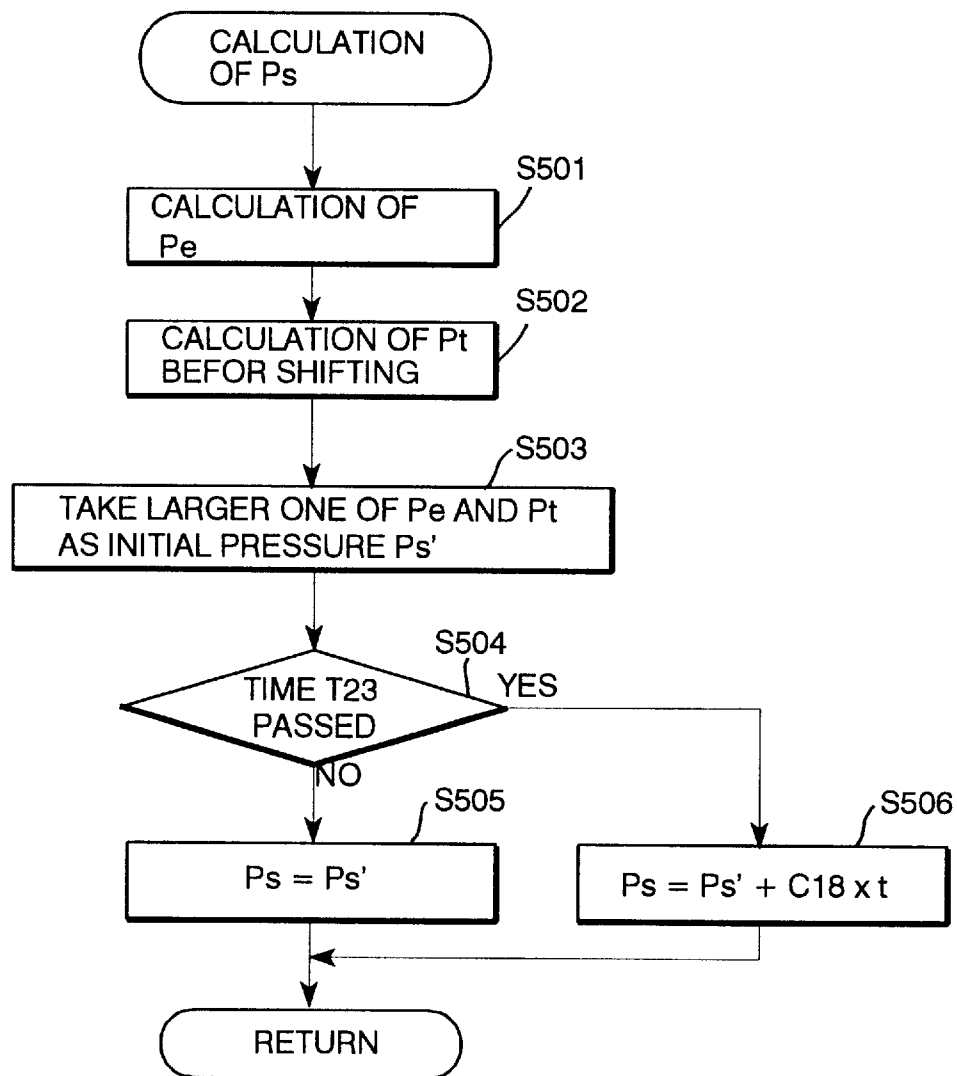 CALCULATION
OF Ps
S501
CALCULATION OF
Pe
S502
CALCULATION OF Pt
BEFOR SHIFTING
S503
TAKE LARGER ONE OF Pe AND Pt
AS INITIAL PRESSURE Ps'
S504
TIME T23
PASSED
YES
NO
S505
Ps = Ps'
S506
Ps = Ps' + C18 x t
RETURN